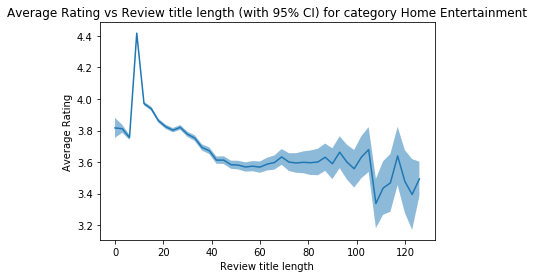 Average Rating vs Review title length (with 95% CI) for category Home Entertainment
4.4
4.2
4.0
3.8
3.6
3.4
3.2
Average Rating
0 20 40 60 80 100 120
Review title length